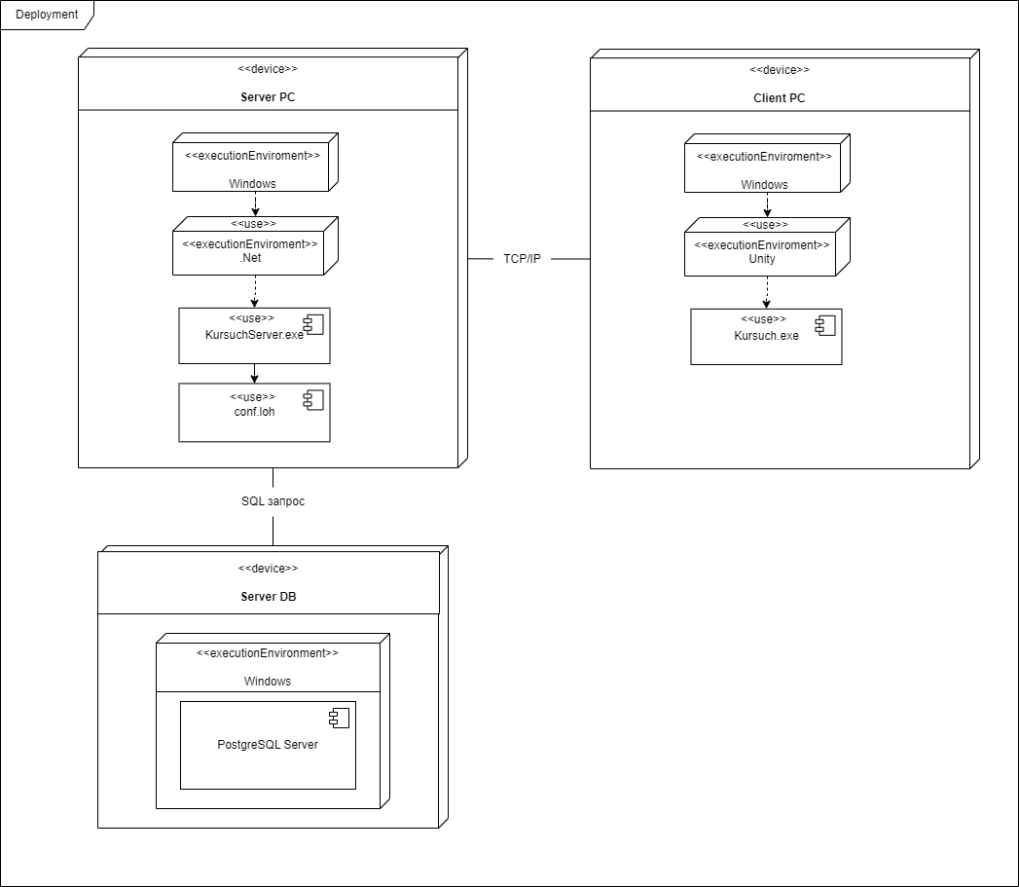 Deployment
<<device>>
Server PC
<<executionEnviroment>>
Windows
<<use>>
<<executionEnviroment>>
.Net
<<use>>
KursuchServer.exe
<<use>>
conf.loh
TCP/IP
<<device>>
Client PC
<<executionEnviroment>>
Windows
<<use>>
<<executionEnviroment>>
Unity
<<use>>
Kursuch.exe
SQL запрос
<<device>>
Server DB
<<executionEnvironment>>
Windows
PostgreSQL Server